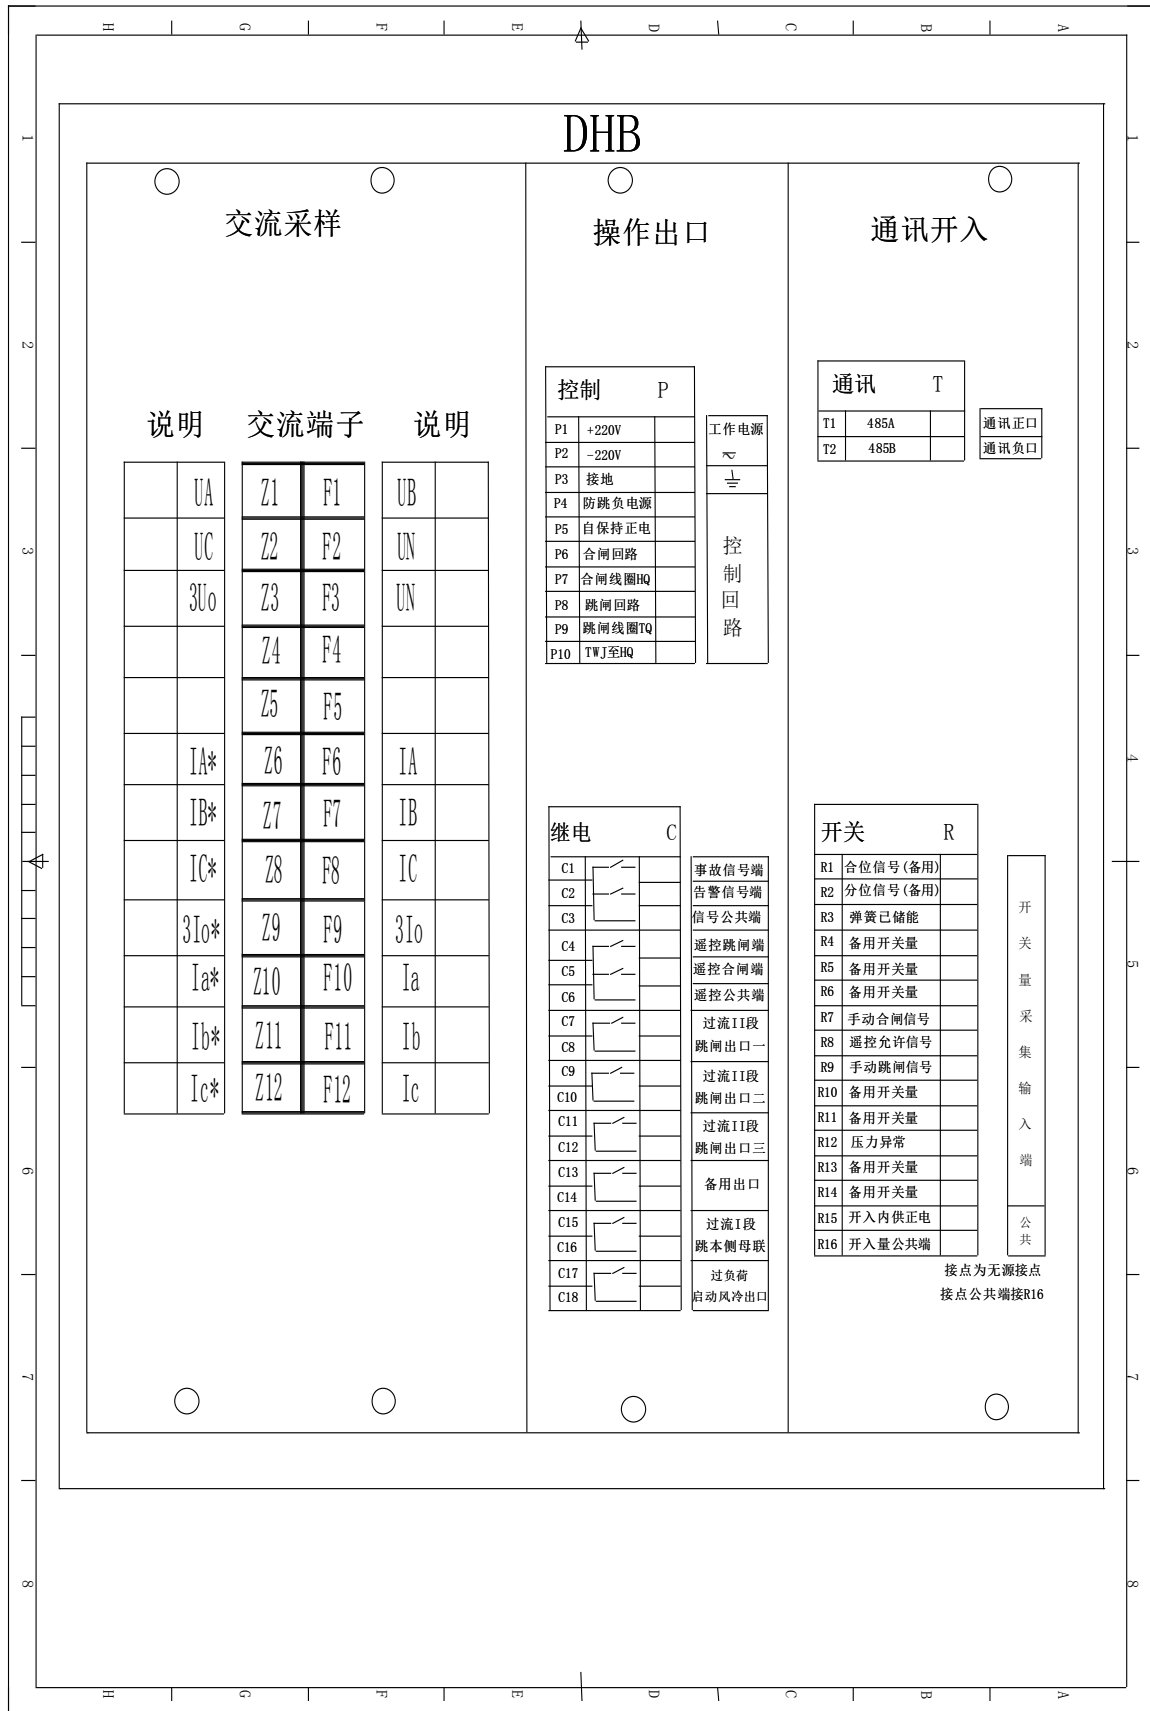 H G F E D C B A
DHB
交流采样
操作出口
通讯开入
说明 交流端子 说明
UA Z1 F1 UB
UC Z2 F2 UN
3Uo Z3 F3 UN
Z4 F4
Z5 F5
IA* Z6 F6 IA
IB* Z7 F7 IB
IC* Z8 F8 IC
3Io* Z9 F9 3Io
Ia* Z10 F10 Ia
Ib* Z11 F11 Ib
Ic* Z12 F12 Ic
控制 P
P1 +220V
P2 -220V
P3 接地
P4 防跳负电源
P5 自保持正电
P6 合闸回路
P7 合闸线圈HQ
P8 跳闸回路
P9 跳闸线圈TQ
P10 TWJ至HQ
工作电源
控
制
回
路
继电 C
C1 事故信号端
C2 告警信号端
C3 信号公共端
C4 遥控跳闸端
C5 遥控合闸端
C6 遥控公共端
C7 过流II段
C8 跳闸出口一
C9 过流II段
C10 跳闸出口二
C11 过流II段
C12 跳闸出口三
C13
C14
备用出口
C15 过流I段
C16 跳本侧母联
C17 过负荷
C18 启动风冷出口
通讯 T
T1 485A 通讯正口
T2 485B 通讯负口
开关 R
R1 合位信号(备用)
R2 分位信号(备用)
R3 弹簧已储能
R4 备用开关量
R5 备用开关量
R6 备用开关量
R7 手动合闸信号
R8 遥控允许信号
R9 手动跳闸信号
R10 备用开关量
R11 备用开关量
R12 压力异常
R13 备用开关量
R14 备用开关量
R15 开入内供正电
R16 开入量公共端
开
关
量
采
集
输
入
端
公
共
接点为无源接点
接点公共端接R16
1 1
2 2
3 3
4 4
5 5
6 6
7 7
8 8
H G F E D C B A